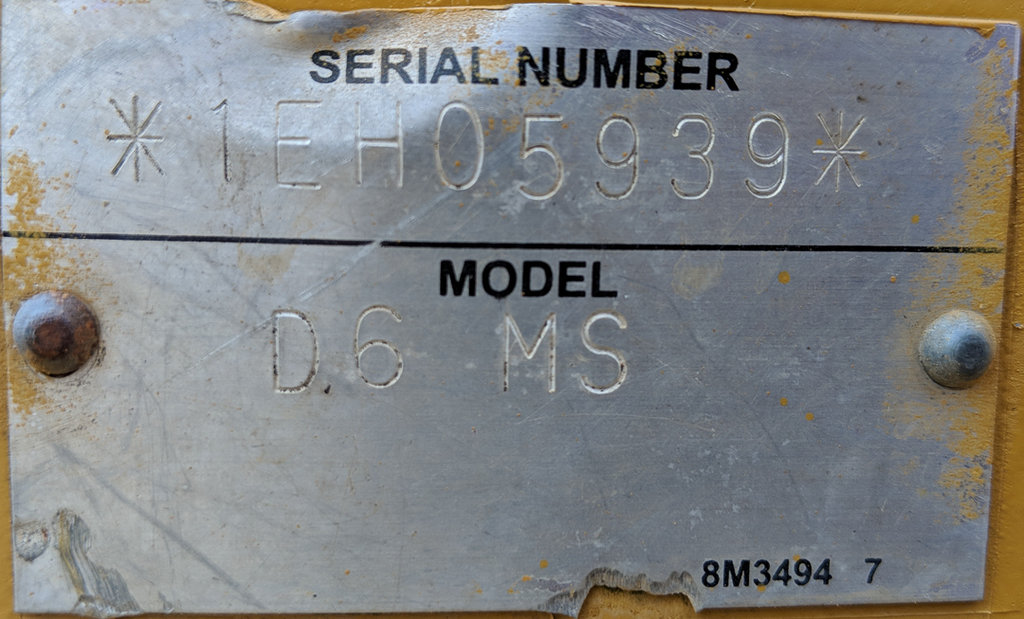 SERIAL NUMBER
*1EH05939*
MODEL
D6 MS
8M3494 7